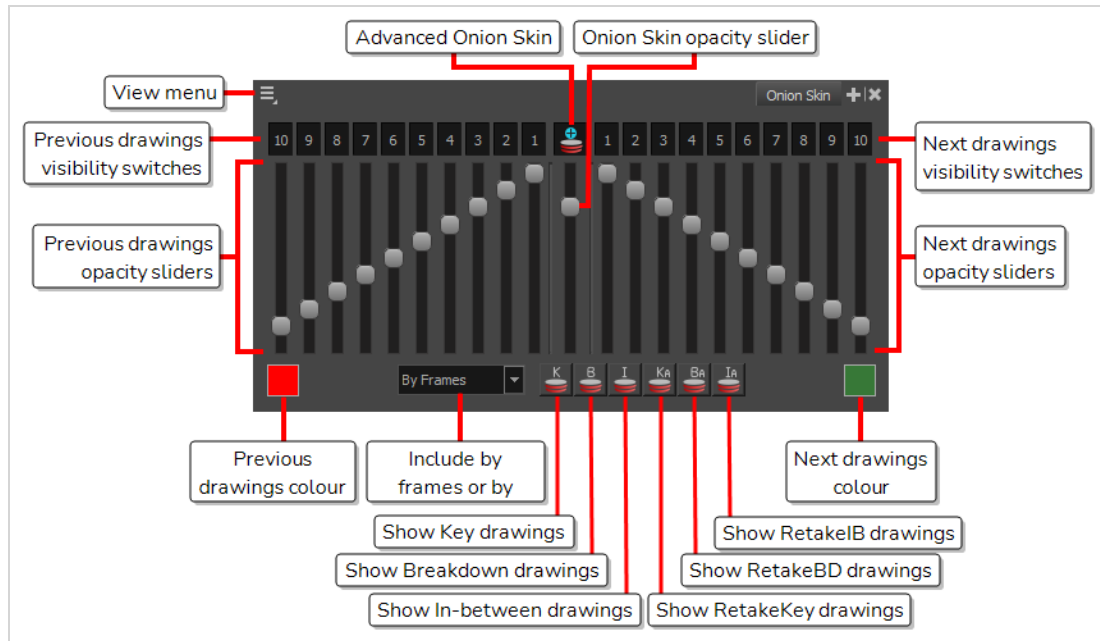 Advanced Onion Skin
Onion Skin opacity slider
View menu
Onion Skin
Previous drawings
visibility switches
10 9 8 7 6 5 4 3 2 1
1 2 3 4 5 6 7 8 9 10
Next drawings
visibility switches
Previous drawings
opacity sliders
Next drawings
opacity sliders
By Frames
K B I KA BA IA
Previous
drawings colour
Include by
frames or by
Next drawings
colour
Show Key drawings
Show RetakeIB drawings
Show Breakdown drawings
Show RetakeBD drawings
Show In-between drawings
Show RetakeKey drawings